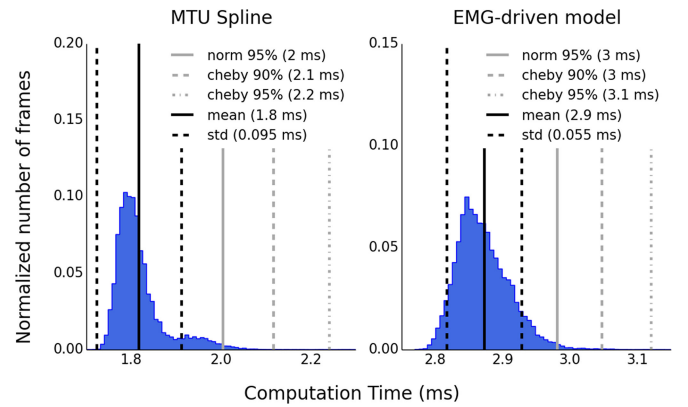 MTU Spline
EMG-driven model
Normalized number of frames
0.20
0.15
0.10
0.05
0.00
norm 95% (2 ms)
cheby 90% (2.1 ms)
cheby 95% (2.2 ms)
mean (1.8 ms)
std (0.095 ms)
1.8
2.0
2.2
0.15
0.10
0.05
0.00
norm 95% (3 ms)
cheby 90% (3 ms)
cheby 95% (3.1 ms)
mean (2.9 ms)
std (0.055 ms)
2.8
2.9
3.0
3.1
Computation Time (ms)